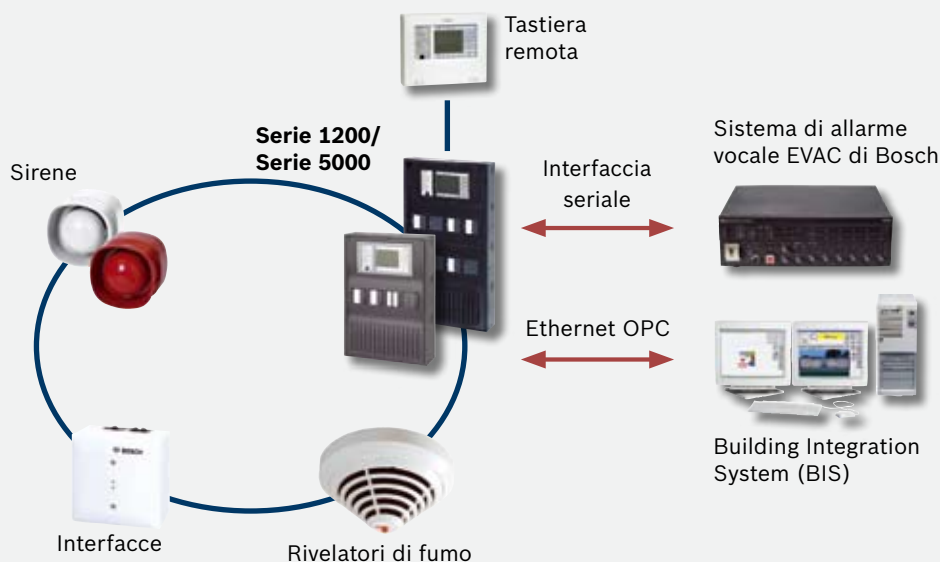 Tastiera
remota
Serie 1200/
Serie 5000
Sirene
Interfaccia
seriale
Sistema di allarme
vocale EVAC di Bosch
Ethernet OPC
BOSCH
Building Integration
System (BIS)
Interfacce
Rivelatori di fumo